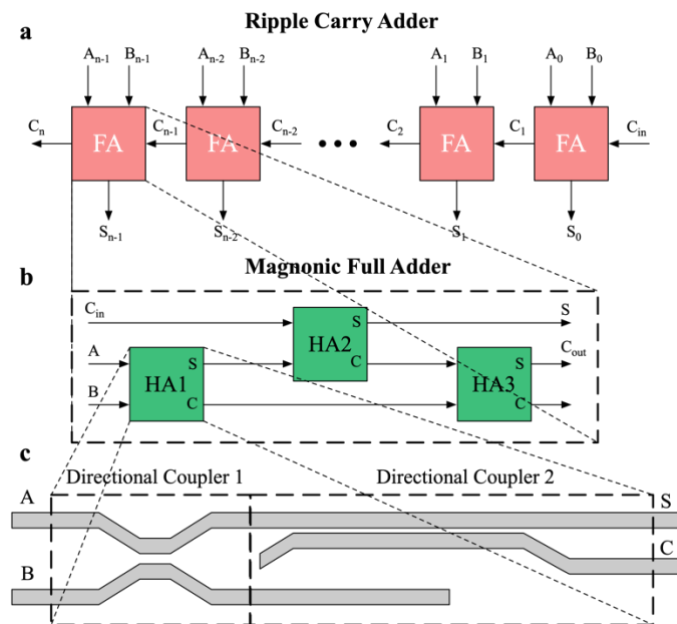 a
Ripple Carry Adder
Aₙ₋₁ Bₙ₋₁ Aₙ₋₂ Bₙ₋₂ A₁ B₁ A₀ B₀
Cₙ FA Cₙ₋₁ FA Cₙ₋₂ ••• C₂ FA C₁ FA Cᵢₙ
Sₙ₋₁ Sₙ₋₂ S₁ S₀
b
Magnonic Full Adder
Cᵢₙ S S
HA2
A S C S Cₒᵤₜ
HA1 HA3
B C C
c
Directional Coupler 1 Directional Coupler 2
A S
C
B